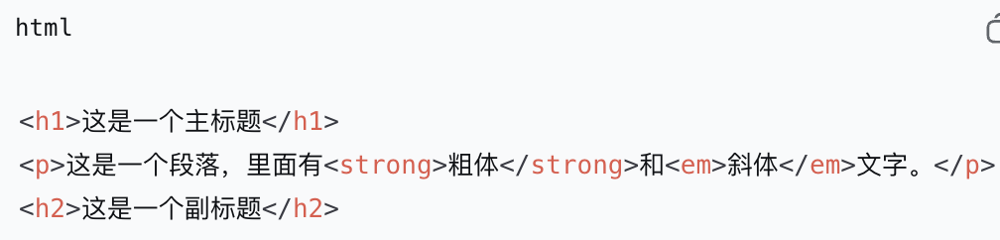 html
<h1>这是一个主标题</h1>
<p>这是一个段落，里面有<strong>粗体</strong>和<em>斜体</em>文字。</p>
<h2>这是一个副标题</h2>